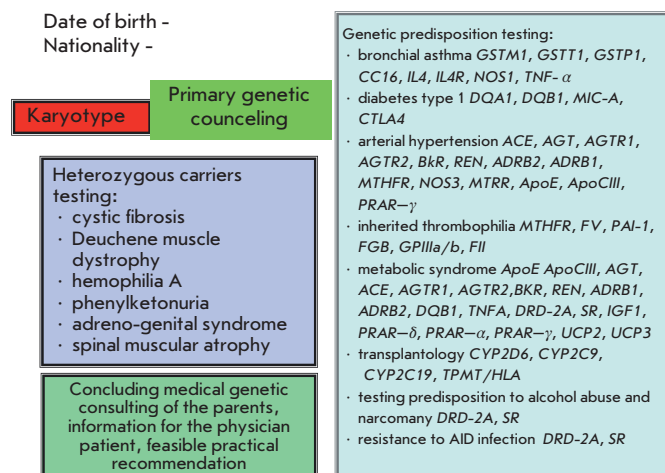 Date of birth -
Nationality -
Karyotype
Primary genetic
counceling
Heterozygous carriers
testing:
· cystic fibrosis
· Deuchene muscle
dystrophy
· hemophilia A
· phenylketonuria
· adreno-genital syndrome
· spinal muscular atrophy
Concluding medical genetic
consulting of the parents,
information for the physician
patient, feasible practical
recommendation
Genetic predisposition testing:
· bronchial asthma GSTM1, GSTT1, GSTP1,
CC16, IL4, IL4R, NOS1, TNF- α
· diabetes type 1 DQA1, DQB1, MIC-A,
CTLA4
· arterial hypertension ACE, AGT, AGTR1,
AGTR2, BkR, REN, ADRB2, ADRB1,
MTHFR, NOS3, MTRR, ApoE, ApoCIII,
PRAR–γ
· inherited thrombophilia MTHFR, FV, PAI-1,
FGB, GPIIIa/b, FII
· metabolic syndrome ApoE ApoCIII, AGT,
ACE, AGTR1, AGTR2,BKR, REN, ADRB1,
ADRB2, DQB1, TNFA, DRD-2A, SR, IGF1,
PRAR–δ, PRAR–α, PRAR–γ, UCP2, UCP3
· transplantology CYP2D6, CYP2C9,
CYP2C19, TPMT/HLA
· testing predisposition to alcohol abuse and
narcomany DRD-2A, SR
· resistance to AID infection DRD-2A, SR